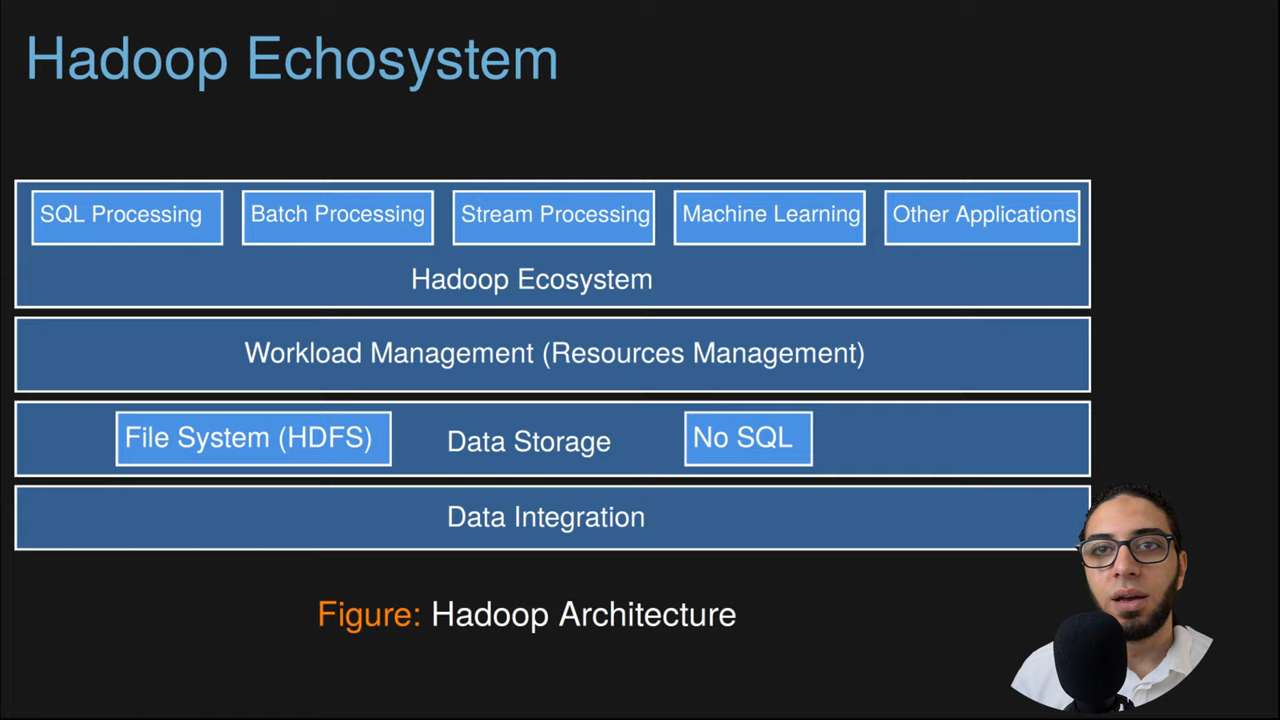 Hadoop Echosystem
SQL Processing
Batch Processing
Stream Processing
Machine Learning
Other Applications
Hadoop Ecosystem
Workload Management (Resources Management)
File System (HDFS)
Data Storage
No SQL
Data Integration
Figure: Hadoop Architecture